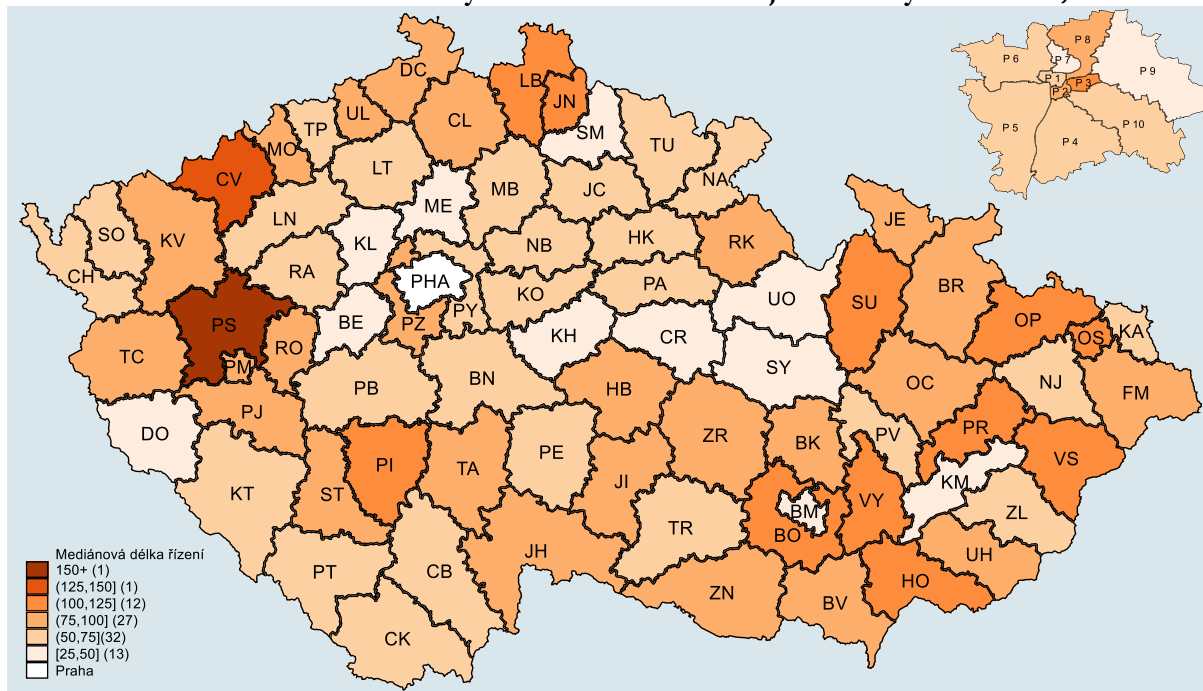 DC
LB
JN
UL
TP
CL
MO
SM
TU
CV
LT
MB
JC
NA
ME
SO
KV
LN
KL
NB
HK
RK
JE
CH
RA
PHA
KO
PA
UO
SU
BR
PS
BE
PZ
PY
KH
CR
OP
OS
KA
TC
PM
RO
PB
BN
HB
SY
OC
NJ
FM
DO
PJ
PI
TA
PE
ZR
BK
PV
PR
VS
KT
ST
JI
TR
BM
BO
VY
KM
ZL
PT
CB
JH
ZN
BV
HO
UH
CK
P 8
P 6
P 7
P 9
P 1
P 3
P 2
P 5
P 10
P 4
Mediánová délka řízení
150+ (1)
(125,150] (1)
(100,125] (12)
(75,100] (27)
(50,75](32)
[25,50] (13)
Praha